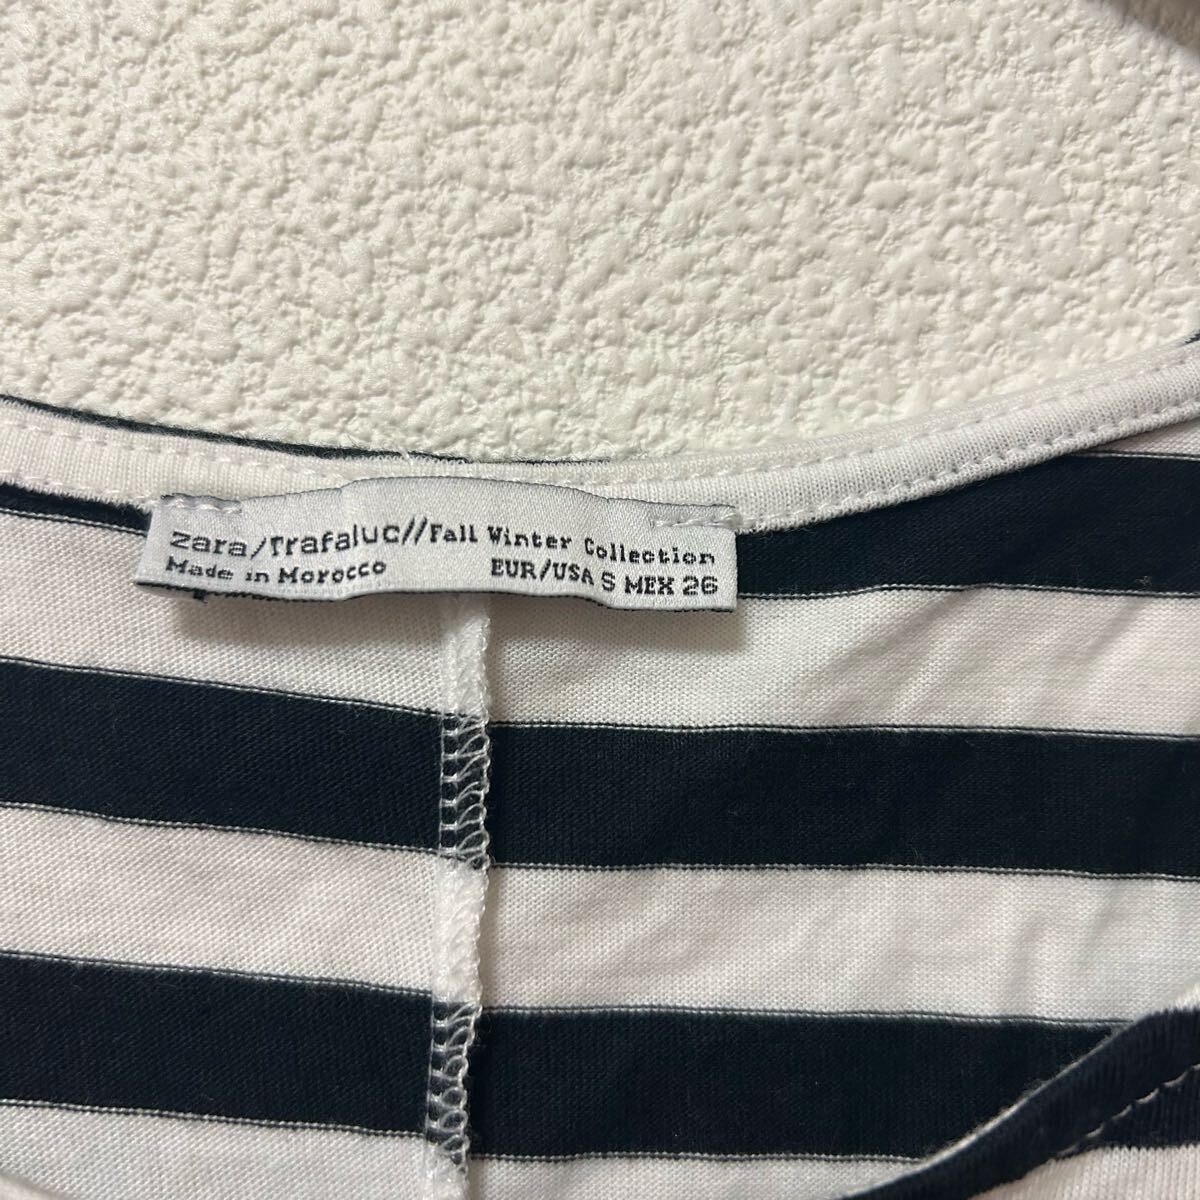 zara/Trafaluc//Fall Winter Collection
Made in Morocco EUR/USA S MEX 26